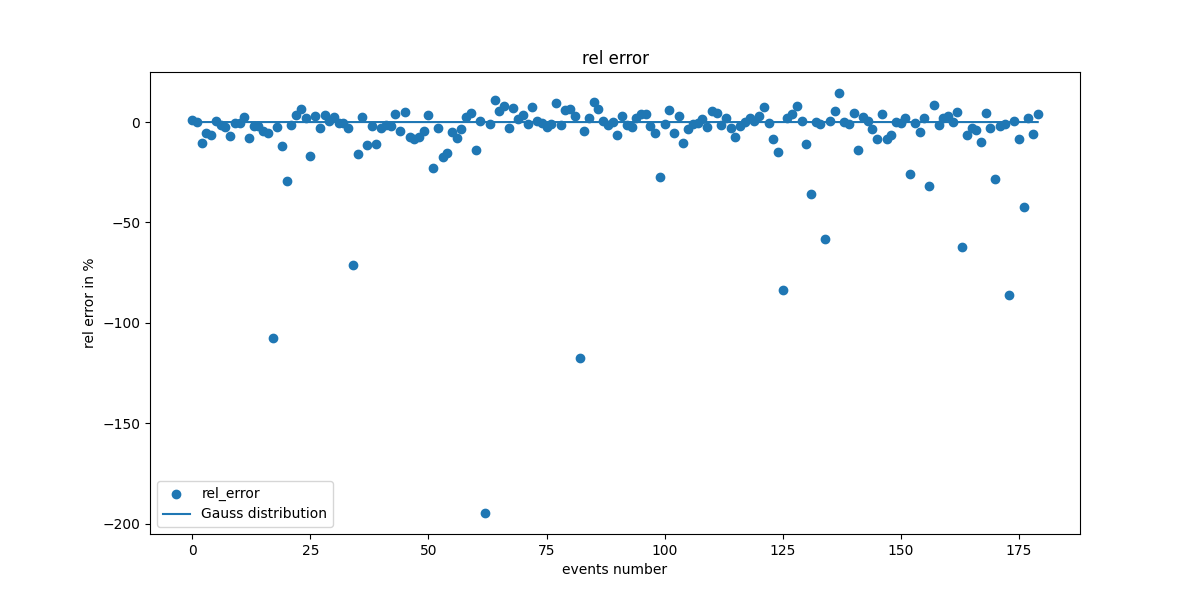 rel error
rel error in %
0
−50
−100
−150
−200
rel_error
Gauss distribution
0 25 50 75 100 125 150 175
events number